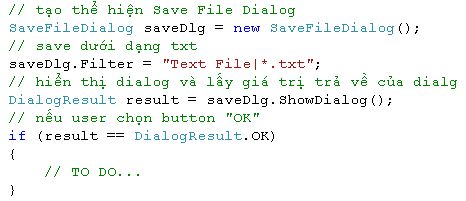 // tạo thể hiện Save File Dialog
SaveFileDialog saveDlg = new SaveFileDialog();
// save dưới dạng txt
saveDlg.Filter = "Text File|*.txt";
// hiển thị dialog và lấy giá trị trả về của dialg
DialogResult result = saveDlg.ShowDialog();
// nếu user chọn button "OK"
if (result == DialogResult.OK)
{
// TO DO...
}